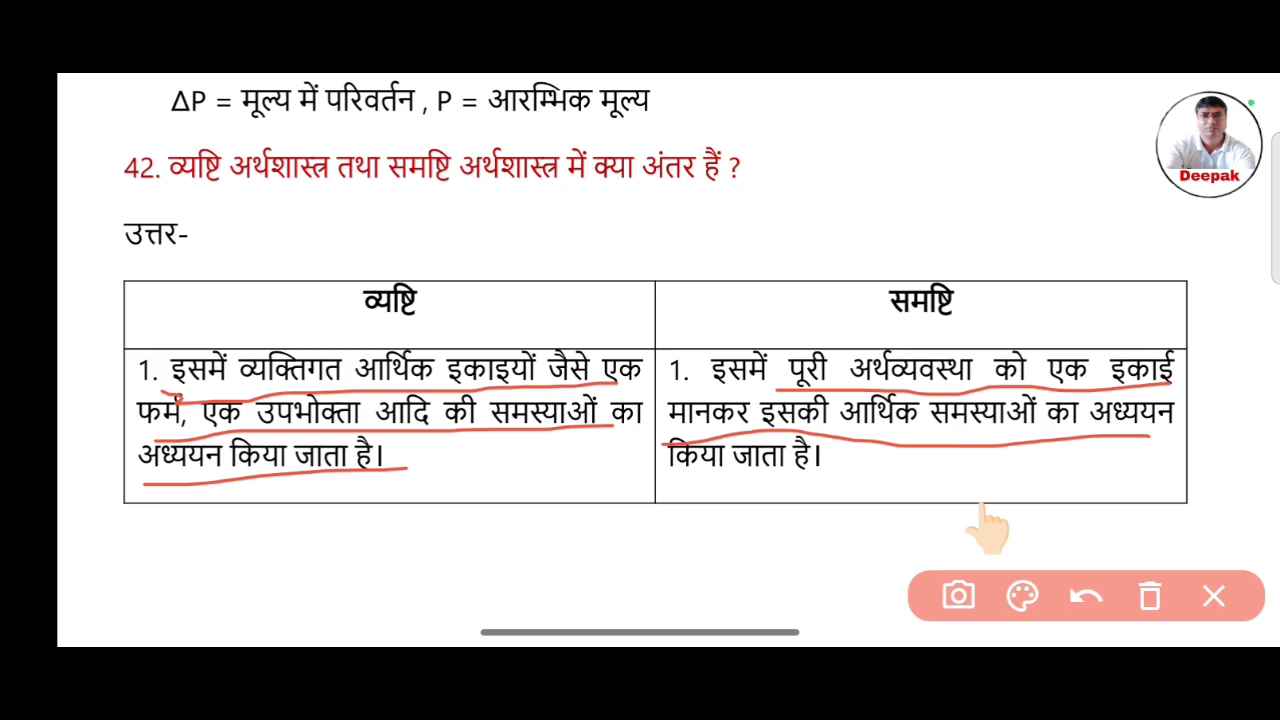 ΔP = मूल्य में परिवर्तन , P = आरम्भिक मूल्य
42. व्यष्टि अर्थशास्त्र तथा समष्टि अर्थशास्त्र में क्या अंतर हैं ?
Deepak
उत्तर-
व्यष्टि
समष्टि
1. इसमें व्यक्तिगत आर्थिक इकाइयों जैसे एक
फर्म, एक उपभोक्ता आदि की समस्याओं का
अध्ययन किया जाता है।
1. इसमें पूरी अर्थव्यवस्था को एक इकाई
मानकर इसकी आर्थिक समस्याओं का अध्ययन
किया जाता है।